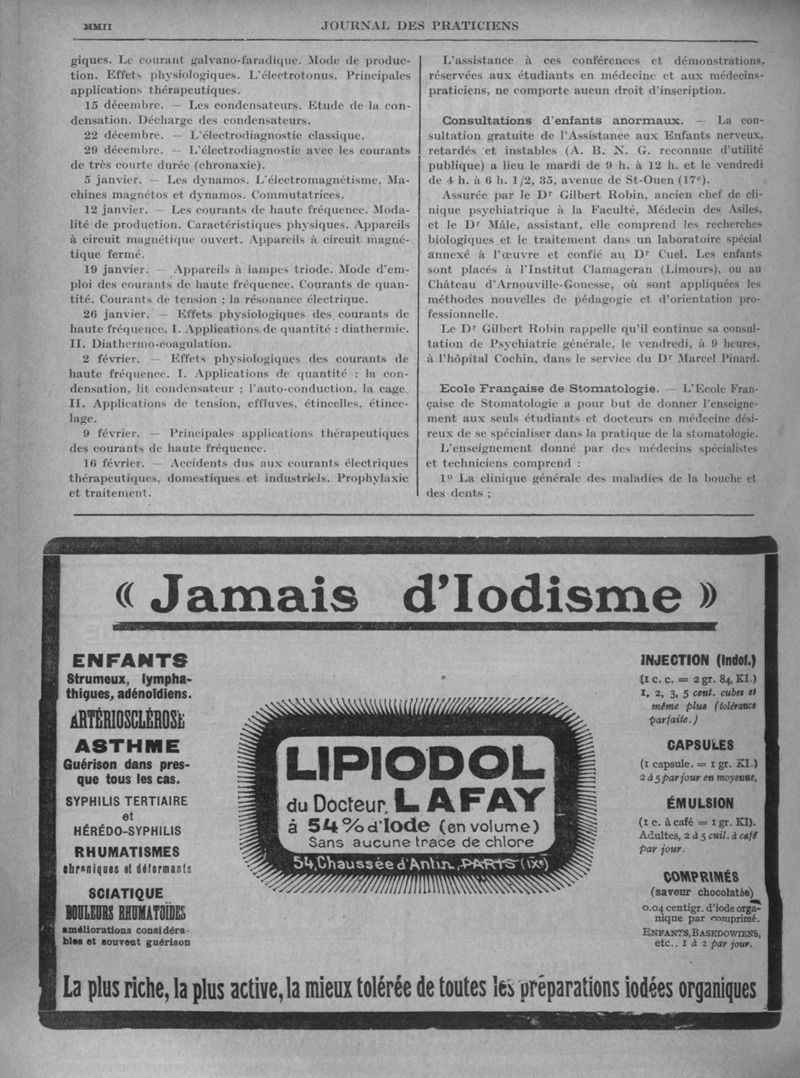 MMII
JOURNAL DES PRATICIENS
giques. Le courant galvano-faradique. Mode de produc-
tion. Effets physiologiques. L'électrotonus. Principales
applications thérapeutiques.
15 décembre. — Les condensateurs. Etude de la con-
densation. Décharge des condensateurs.
22 décembre. — L'électrodiagnostic classique.
29 décembre. — L'électrodiagnostic avec les courants
de très courte durée (chronaxie).
5 janvier. — Les dynamos. L'électromagnétisme. Ma-
chines magnétos et dynamos. Commutatrices.
12 janvier. — Les courants de haute fréquence. Moda-
lité de production. Caractéristiques physiques. Appareils
à circuit magnétique ouvert. Appareils à circuit magné-
tique fermé.
19 janvier. — Appareils à lampes triode. Mode d'em-
ploi des courants de haute fréquence. Courants de quan-
tité. Courants de tension ; la résonance électrique.
26 janvier. — Effets physiologiques des courants de
haute fréquence. I. Applications de quantité : diathermie.
II. Diathermo-coagulation.
2 février. — Effets physiologiques des courants de
haute fréquence. I. Applications de quantité : la con-
densation, lit condensateur ; l'auto-conduction, la cage.
II. Applications de tension, effluves, étincelles, étince-
lage.
9 février. — Principales applications thérapeutiques
des courants de haute fréquence.
16 février. — Accidents dus aux courants électriques
thérapeutiques, domestiques et industriels. Prophylaxie
et traitement.
L'assistance à ces conférences et démonstrations,
réservées aux étudiants en médecine et aux médecins-
praticiens, ne comporte aucun droit d'inscription.
Consultations d'enfants anormaux. — La con-
sultation gratuite de l'Assistance aux Enfants nerveux,
retardés et instables (A. B. N. G. reconnue d'utilité
publique) a lieu le mardi de 9 h. à 12 h. et le vendredi
de 4 h. à 6 h. 1/2, 35, avenue de St-Ouen (17e).
Assurée par le Dr Gilbert Robin, ancien chef de cli-
nique psychiatrique à la Faculté, Médecin des Asiles,
et le Dr Mâle, assistant, elle comprend les recherches
biologiques et le traitement dans un laboratoire spécial
annexé à l'œuvre et confié au Dr Cuel. Les enfants
sont placés à l'Institut Clamageran (Limours), ou au
Château d'Arnouville-Gonesse, où sont appliquées les
méthodes nouvelles de pédagogie et d'orientation pro-
fessionnelle.
Le Dr Gilbert Robin rappelle qu'il continue sa consul-
tation de Psychiatrie générale, le vendredi, à 9 heures,
à l'hôpital Cochin, dans le service du Dr Marcel Pinard.
Ecole Française de Stomatologie. — L'Ecole Fran-
çaise de Stomatologie a pour but de donner l'enseigne-
ment aux seuls étudiants et docteurs en médecine dési-
reux de se spécialiser dans la pratique de la stomatologie.
L'enseignement donné par des médecins spécialistes
et techniciens comprend :
1° La clinique générale des maladies de la bouche et
des dents ;
« Jamais d'Iodisme »
ENFANTS
Strumeux, lympha-
thiques, adénoïdiens.
ARTÉRIOSCLÉROSE
ASTHME
Guérison dans pres-
que tous les cas.
SYPHILIS TERTIAIRE
et
HÉRÉDO-SYPHILIS
RHUMATISMES
chroniques et déformants
SCIATIQUE
DOULEURS RHUMATOÏDES
améliorations considéra-
bles et souvent guérison
LIPIODOL
du Docteur. LAFAY
à 54 % d'Iode (en volume)
Sans aucune trace de chlore
54, Chaussée d'Antin, PARIS (IXe)
INJECTION (Indol.)
(1 c. c. = 2 gr. 84, KI.)
1, 2, 3, 5 cent. cubes et
même plus (tolérance
parfaite.)
CAPSULES
(1 capsule. = 1 gr. KI.)
2 à 5 par jour en moyenne,
ÉMULSION
(1 c. à café = 1 gr. KI).
Adultes, 2 à 5 cuil. à café
par jour.
COMPRIMÉS
(saveur chocolatée)
0.04 centigr. d'iode orga-
nique par comprimé.
ENFANTS, BASEDOWIENS,
etc.. 1 à 2 par jour.
La plus riche, la plus active, la mieux tolérée de toutes les préparations iodées organiques